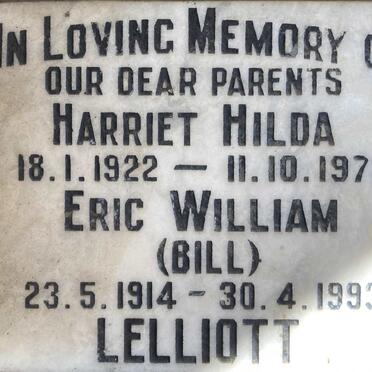 IN LOVING MEMORY
OUR DEAR PARENTS
HARRIET HILDA
18.1.1922 — 11.10.197
ERIC WILLIAM
(BILL)
23.5.1914 - 30.4.1993
LELLIOTT